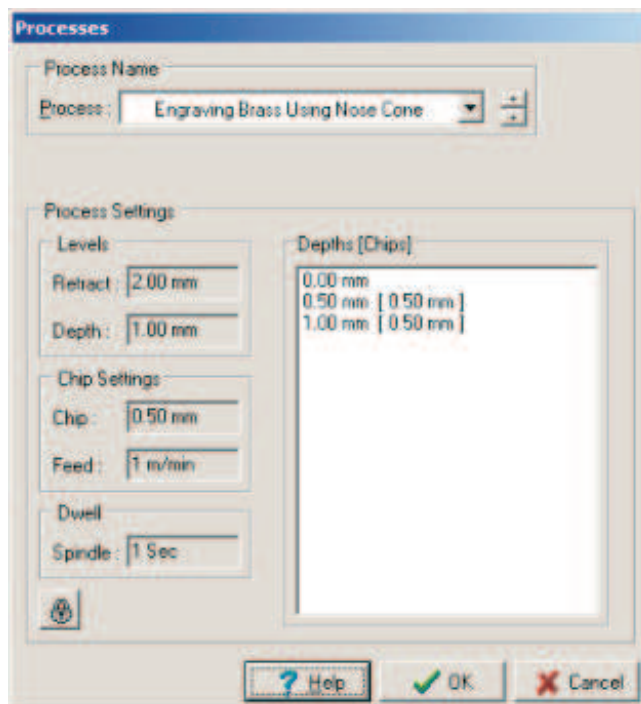 Processes
Process Name
Process : Engraving Brass Using Nose Cone
Process Settings
Levels
Retract : 2.00 mm
Depth : 1.00 mm
Chip Settings
Chip : 0.50 mm
Feed : 1 m/min
Dwell
Spindle : 1 Sec
Depths [Chips]
0.00 mm
0.50 mm [ 0.50 mm ]
1.00 mm [ 0.50 mm ]
? Help
OK
Cancel